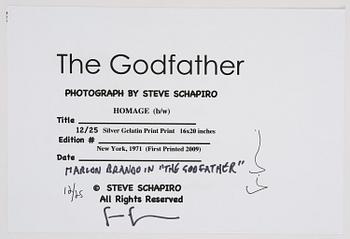 The Godfather
PHOTOGRAPH BY STEVE SCHAPIRO
HOMAGE (b/w)
Title
12/25 Silver Gelatin Print Print 16x20 inches
Edition #
New York, 1971 (First Printed 2009)
Date
MARLON BRANDO IN "THE GODFATHER"
12/25 © STEVE SCHAPIRO
All Rights Reserved